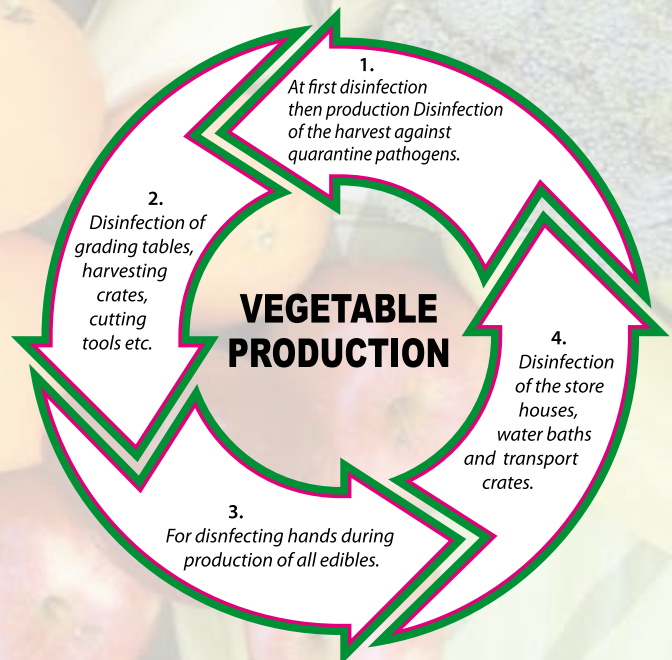 1.
At first disinfection
then production Disinfection
of the harvest against
quarantine pathogens.
2.
Disinfection of
grading tables,
harvesting
crates,
cutting
tools etc.
VEGETABLE
PRODUCTION
3.
For disnfecting hands during
production of all edibles.
4.
Disinfection
of the store
houses,
water baths
and transport
crates.